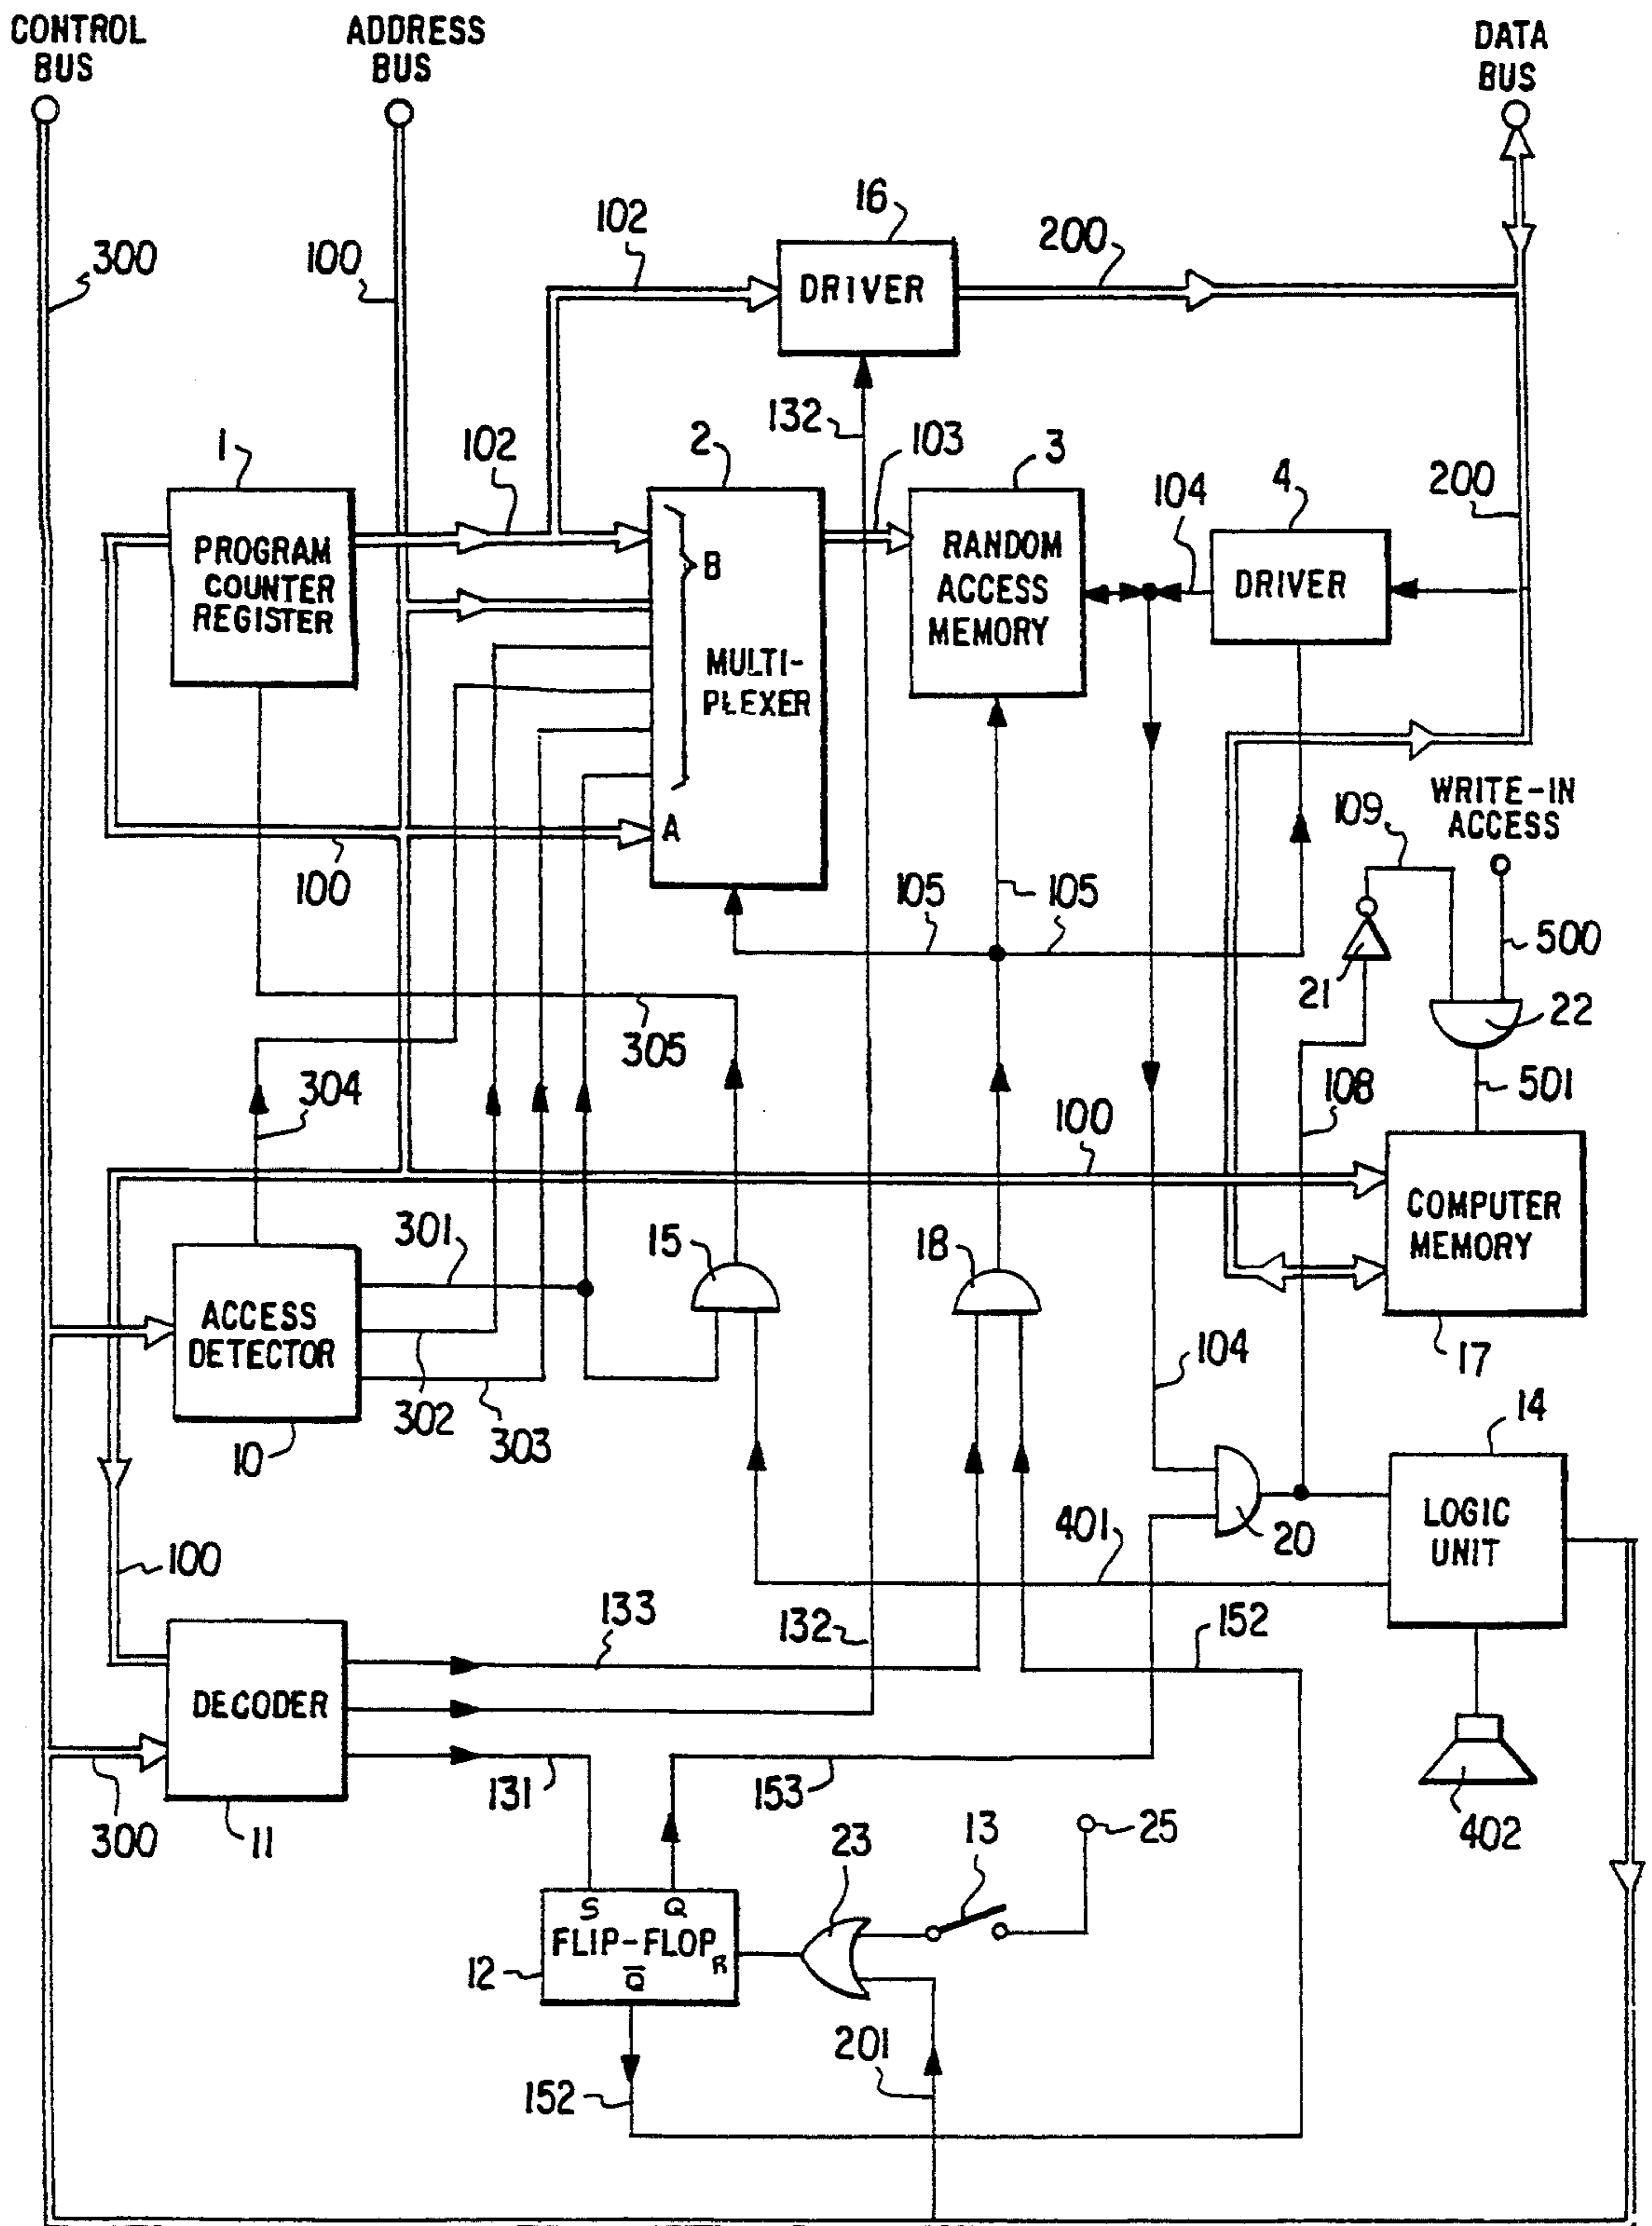 CONTROL
BUS
ADDRESS
BUS
DATA
BUS
300
100
102
16
DRIVER
200
132
1
PROGRAM
COUNTER
REGISTER
102
2
B
MULTI-
PLEXER
A
103
3
RANDOM
ACCESS
MEMORY
104
4
DRIVER
200
100
105
105
109
WRITE-IN
ACCESS
500
21
22
305
304
108
501
100
301
15
18
COMPUTER
MEMORY
17
ACCESS
DETECTOR
10
302
303
104
14
LOGIC
UNIT
20
401
100
133
132
152
DECODER
11
300
131
153
402
23
13
25
S
Q
FLIP-FLOP
R
Q̅
12
201
152